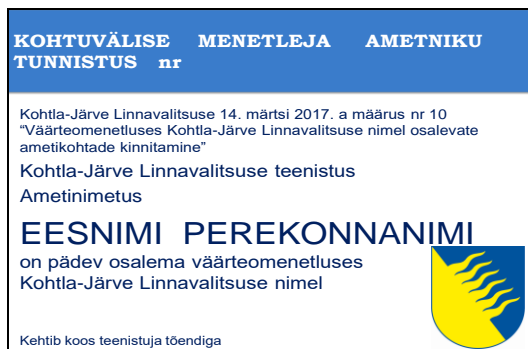 KOHTUVÄLISE MENETLEJA AMETNIKU
TUNNISTUS nr
Kohtla-Järve Linnavalitsuse 14. märtsi 2017. a määrus nr 10
“Väärteomenetluses Kohtla-Järve Linnavalitsuse nimel osalevate
ametikohtade kinnitamine”
Kohtla-Järve Linnavalitsuse teenistus
Ametinimetus
EESNIMI PEREKONNANIMI
on pädev osalema väärteomenetluses
Kohtla-Järve Linnavalitsuse nimel
Kehtib koos teenistuja tõendiga